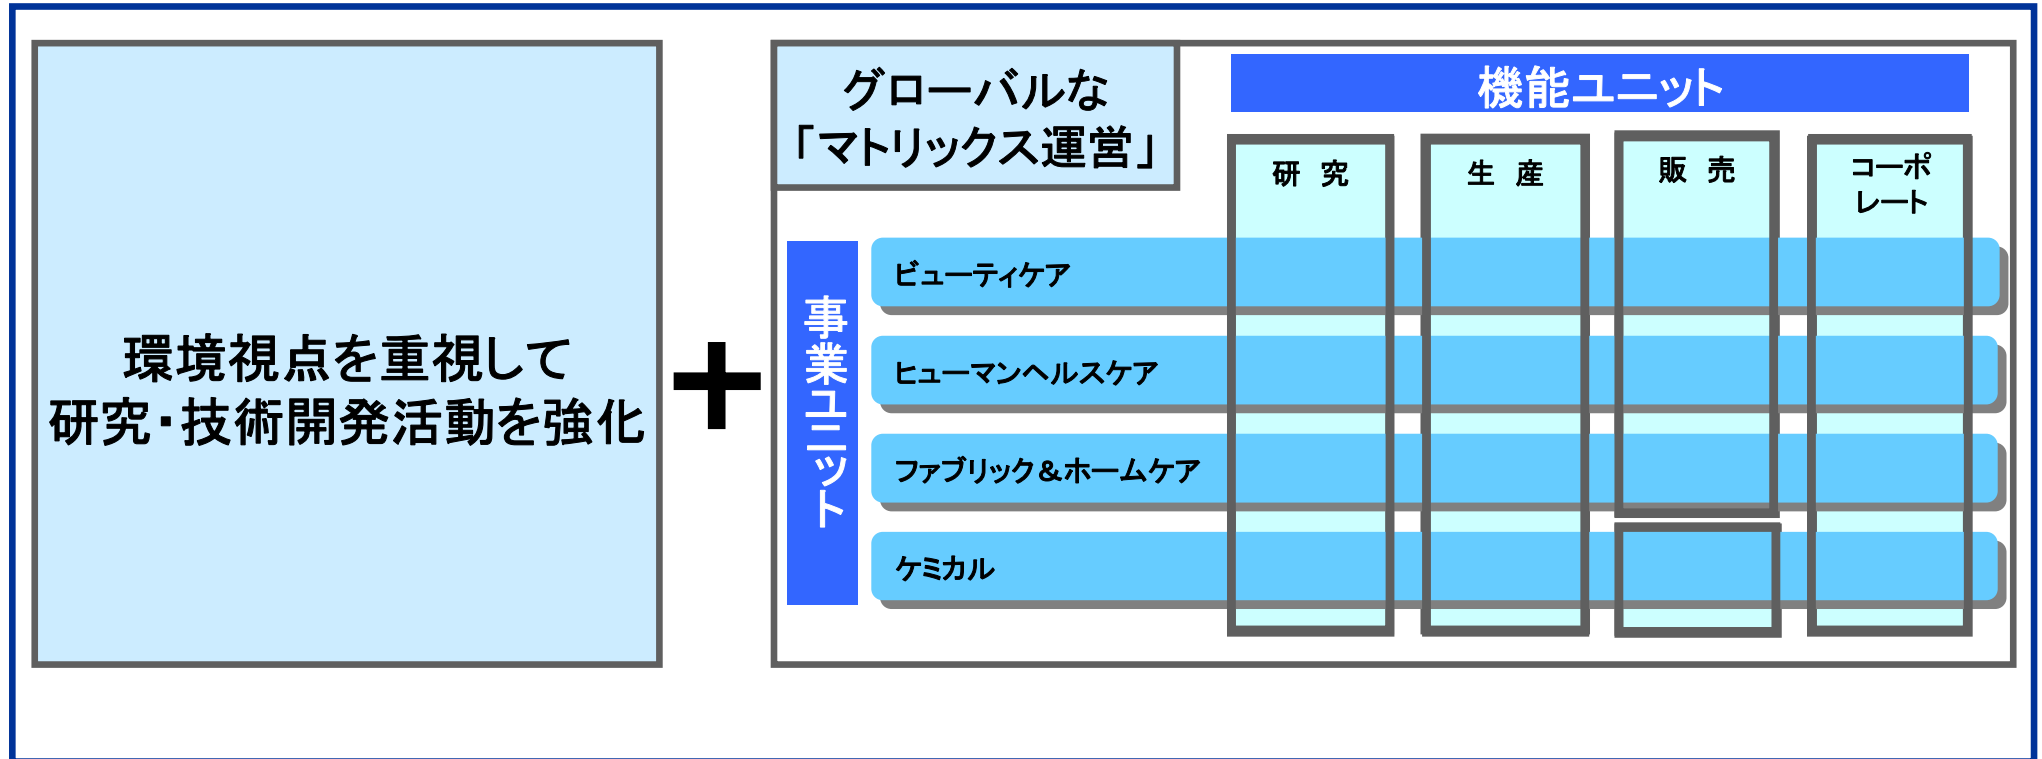 環境視点を重視して
研究・技術開発活動を強化
+
グローバルな
「マトリックス運営」
機能ユニット
研 究
生 産
販 売
コーポ
レート
事業ユニット
ビューティケア
ヒューマンヘルスケア
ファブリック＆ホームケア
ケミカル